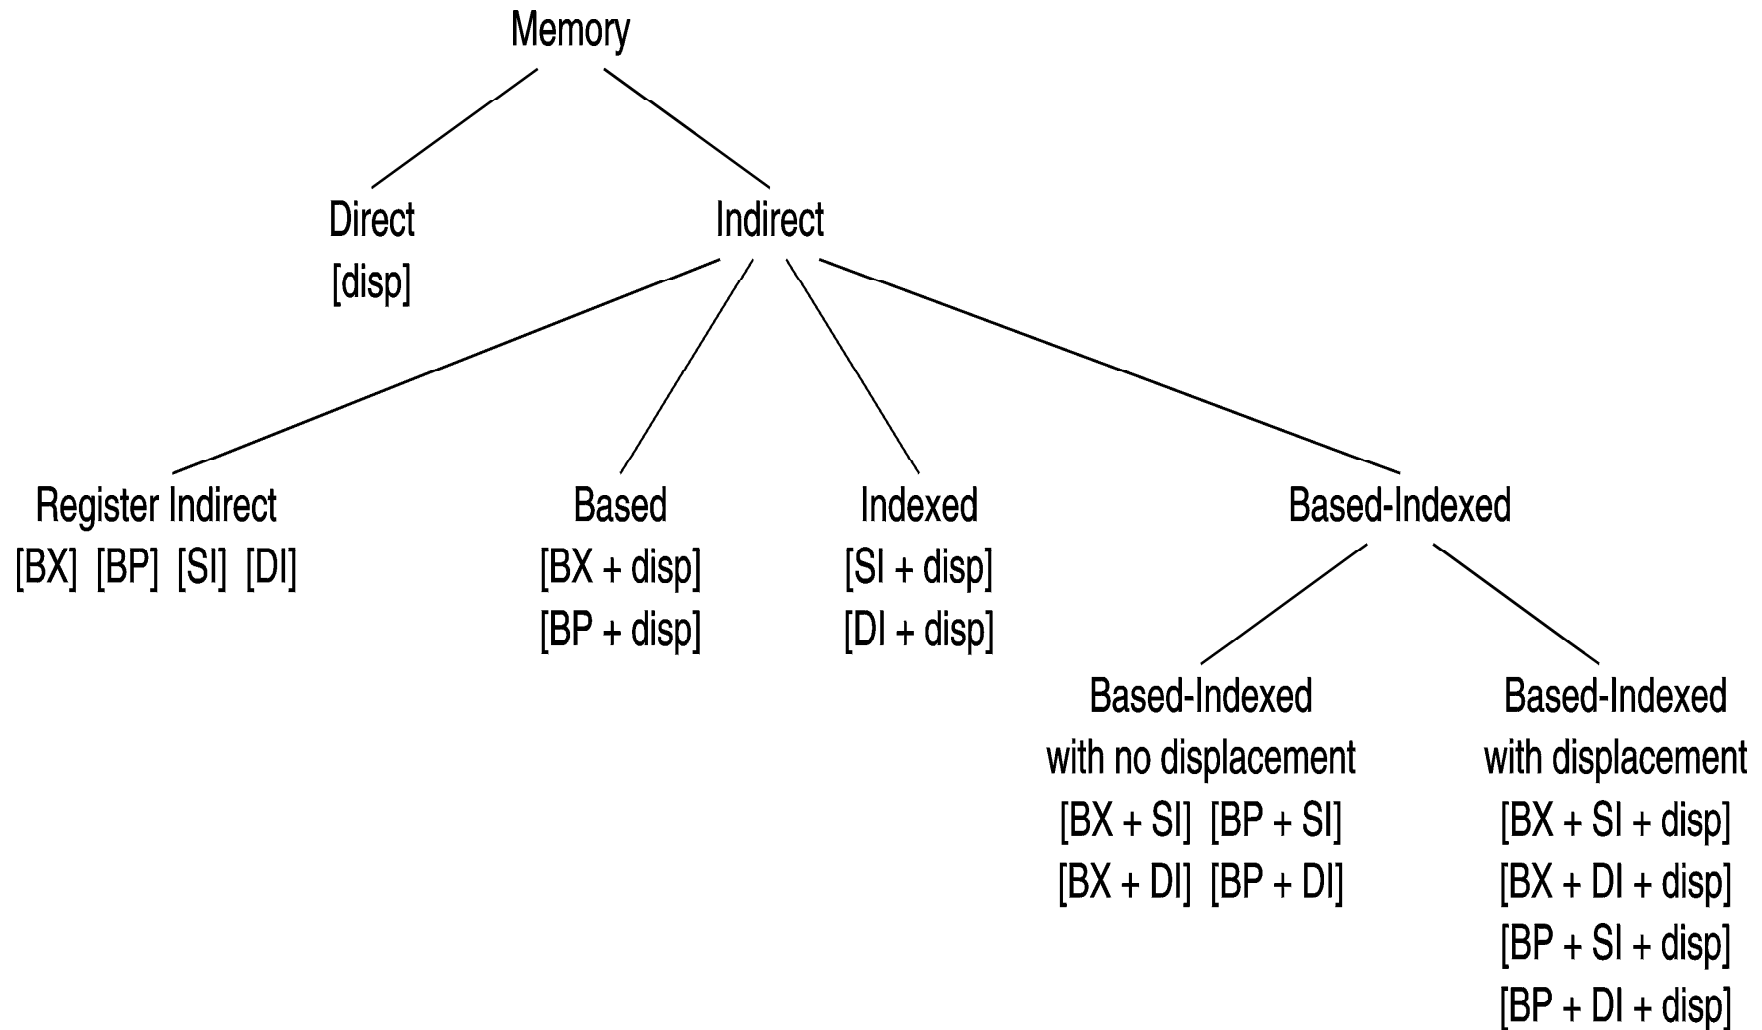 Memory
Direct
[disp]
Indirect
Register Indirect
[BX] [BP] [SI] [DI]
Based
[BX + disp]
[BP + disp]
Indexed
[SI + disp]
[DI + disp]
Based-Indexed
Based-Indexed
with no displacement
[BX + SI] [BP + SI]
[BX + DI] [BP + DI]
Based-Indexed
with displacement
[BX + SI + disp]
[BX + DI + disp]
[BP + SI + disp]
[BP + DI + disp]